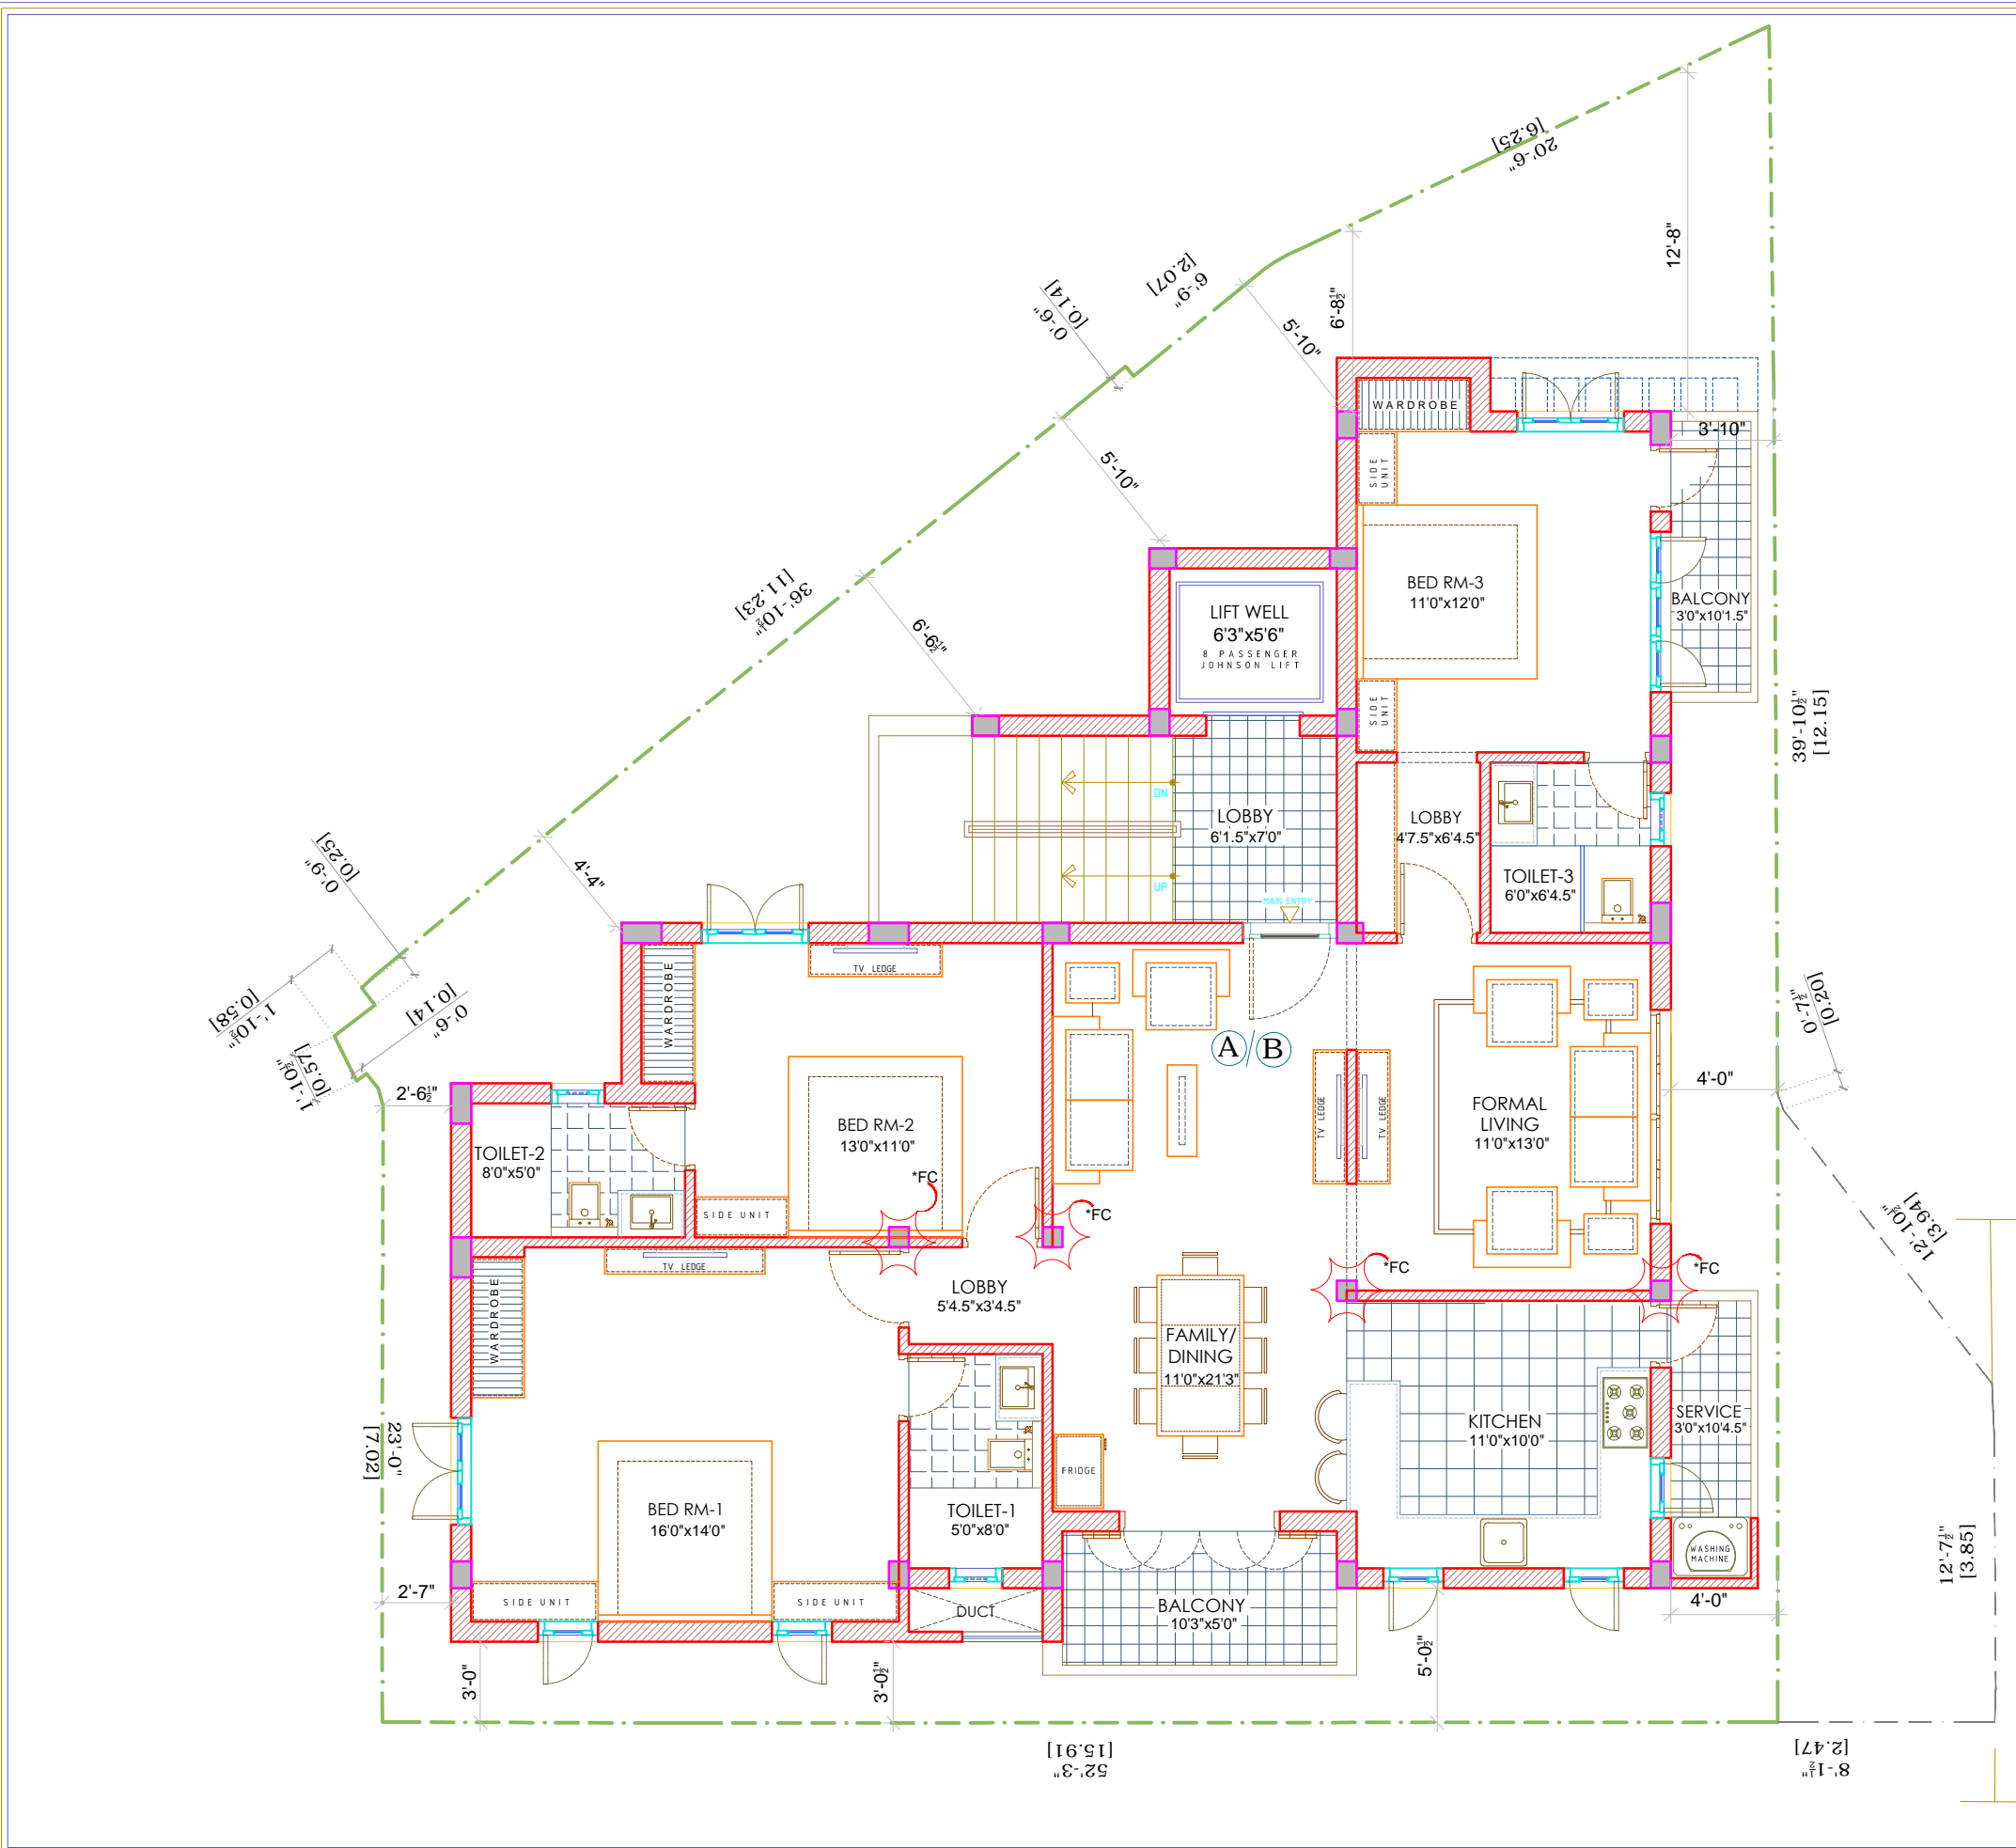 20'-6"
[6.25]
12'-8"
6'-9"
[2.07]
6'-8½"
0'-6"
[0.14]
5'-10"
WARDROBE
3'-10"
5'-10"
SIDE
UNIT
36'-10½"
[11.23]
BED RM-3
11'0"x12'0"
BALCONY
3'0"x10'1.5"
LIFT WELL
6'3"x5'6"
8 PASSENGER
JOHNSON LIFT
6'-6½"
SIDE
UNIT
39'-10½"
[12.15]
DN
LOBBY
6'1.5"x7'0"
LOBBY
4'7.5"x6'4.5"
0'-9"
[0.25]
4'-4"
UP
TOILET-3
6'0"x6'4.5"
MAIN ENTRY
TV LEDGE
WARDROBE
1'-10½"
[0.58]
0'-6"
[0.14]
0'-7½"
[0.20]
A/B
1'-10½"
[0.57]
2'-6½"
4'-0"
TV LEDGE
TV LEDGE
FORMAL
LIVING
11'0"x13'0"
BED RM-2
13'0"x11'0"
TOILET-2
8'0"x5'0"
*FC
SIDE UNIT
*FC
12'-10½"
[3.94]
TV LEDGE
*FC
*FC
LOBBY
5'4.5"x3'4.5"
WARDROBE
FAMILY/
DINING
11'0"x21'3"
KITCHEN
11'0"x10'0"
SERVICE
3'0"x10'4.5"
23'-0"
[7.02]
FRIDGE
BED RM-1
16'0"x14'0"
TOILET-1
5'0"x8'0"
WASHING
MACHINE
12'-7½"
[3.85]
2'-7"
SIDE UNIT
SIDE UNIT
DUCT
BALCONY
10'3"x5'0"
4'-0"
3'-0"
3'-0½"
5'-0½"
52'-3"
[15.91]
8'-1½"
[2.47]